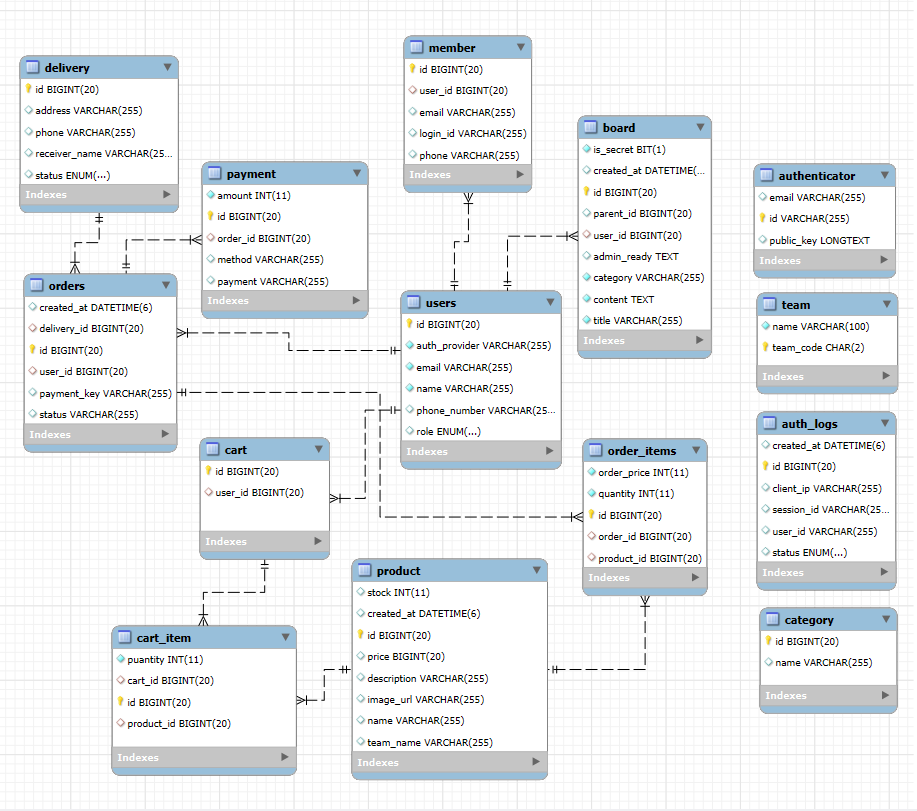 delivery
id BIGINT(20)
address VARCHAR(255)
phone VARCHAR(255)
receiver_name VARCHAR(25...
status ENUM(...)
Indexes
payment
amount INT(11)
id BIGINT(20)
order_id BIGINT(20)
method VARCHAR(255)
payment VARCHAR(255)
Indexes
member
id BIGINT(20)
user_id BIGINT(20)
email VARCHAR(255)
login_id VARCHAR(255)
phone VARCHAR(255)
Indexes
board
is_secret BIT(1)
created_at DATETIME(...
id BIGINT(20)
parent_id BIGINT(20)
user_id BIGINT(20)
admin_ready TEXT
category VARCHAR(255)
content TEXT
title VARCHAR(255)
Indexes
authenticator
email VARCHAR(255)
id VARCHAR(255)
public_key LONGTEXT
Indexes
orders
created_at DATETIME(6)
delivery_id BIGINT(20)
id BIGINT(20)
user_id BIGINT(20)
payment_key VARCHAR(255)
status VARCHAR(255)
Indexes
users
id BIGINT(20)
auth_provider VARCHAR(255)
email VARCHAR(255)
name VARCHAR(255)
phone_number VARCHAR(25...
role ENUM(...)
Indexes
team
name VARCHAR(100)
team_code CHAR(2)
Indexes
cart
id BIGINT(20)
user_id BIGINT(20)
Indexes
order_items
order_price INT(11)
quantity INT(11)
id BIGINT(20)
order_id BIGINT(20)
product_id BIGINT(20)
Indexes
auth_logs
created_at DATETIME(6)
id BIGINT(20)
client_ip VARCHAR(255)
session_id VARCHAR(25...
user_id VARCHAR(255)
status ENUM(...)
Indexes
cart_item
puantity INT(11)
cart_id BIGINT(20)
id BIGINT(20)
product_id BIGINT(20)
Indexes
product
stock INT(11)
created_at DATETIME(6)
id BIGINT(20)
price BIGINT(20)
description VARCHAR(255)
image_url VARCHAR(255)
name VARCHAR(255)
team_name VARCHAR(255)
Indexes
category
id BIGINT(20)
name VARCHAR(255)
Indexes